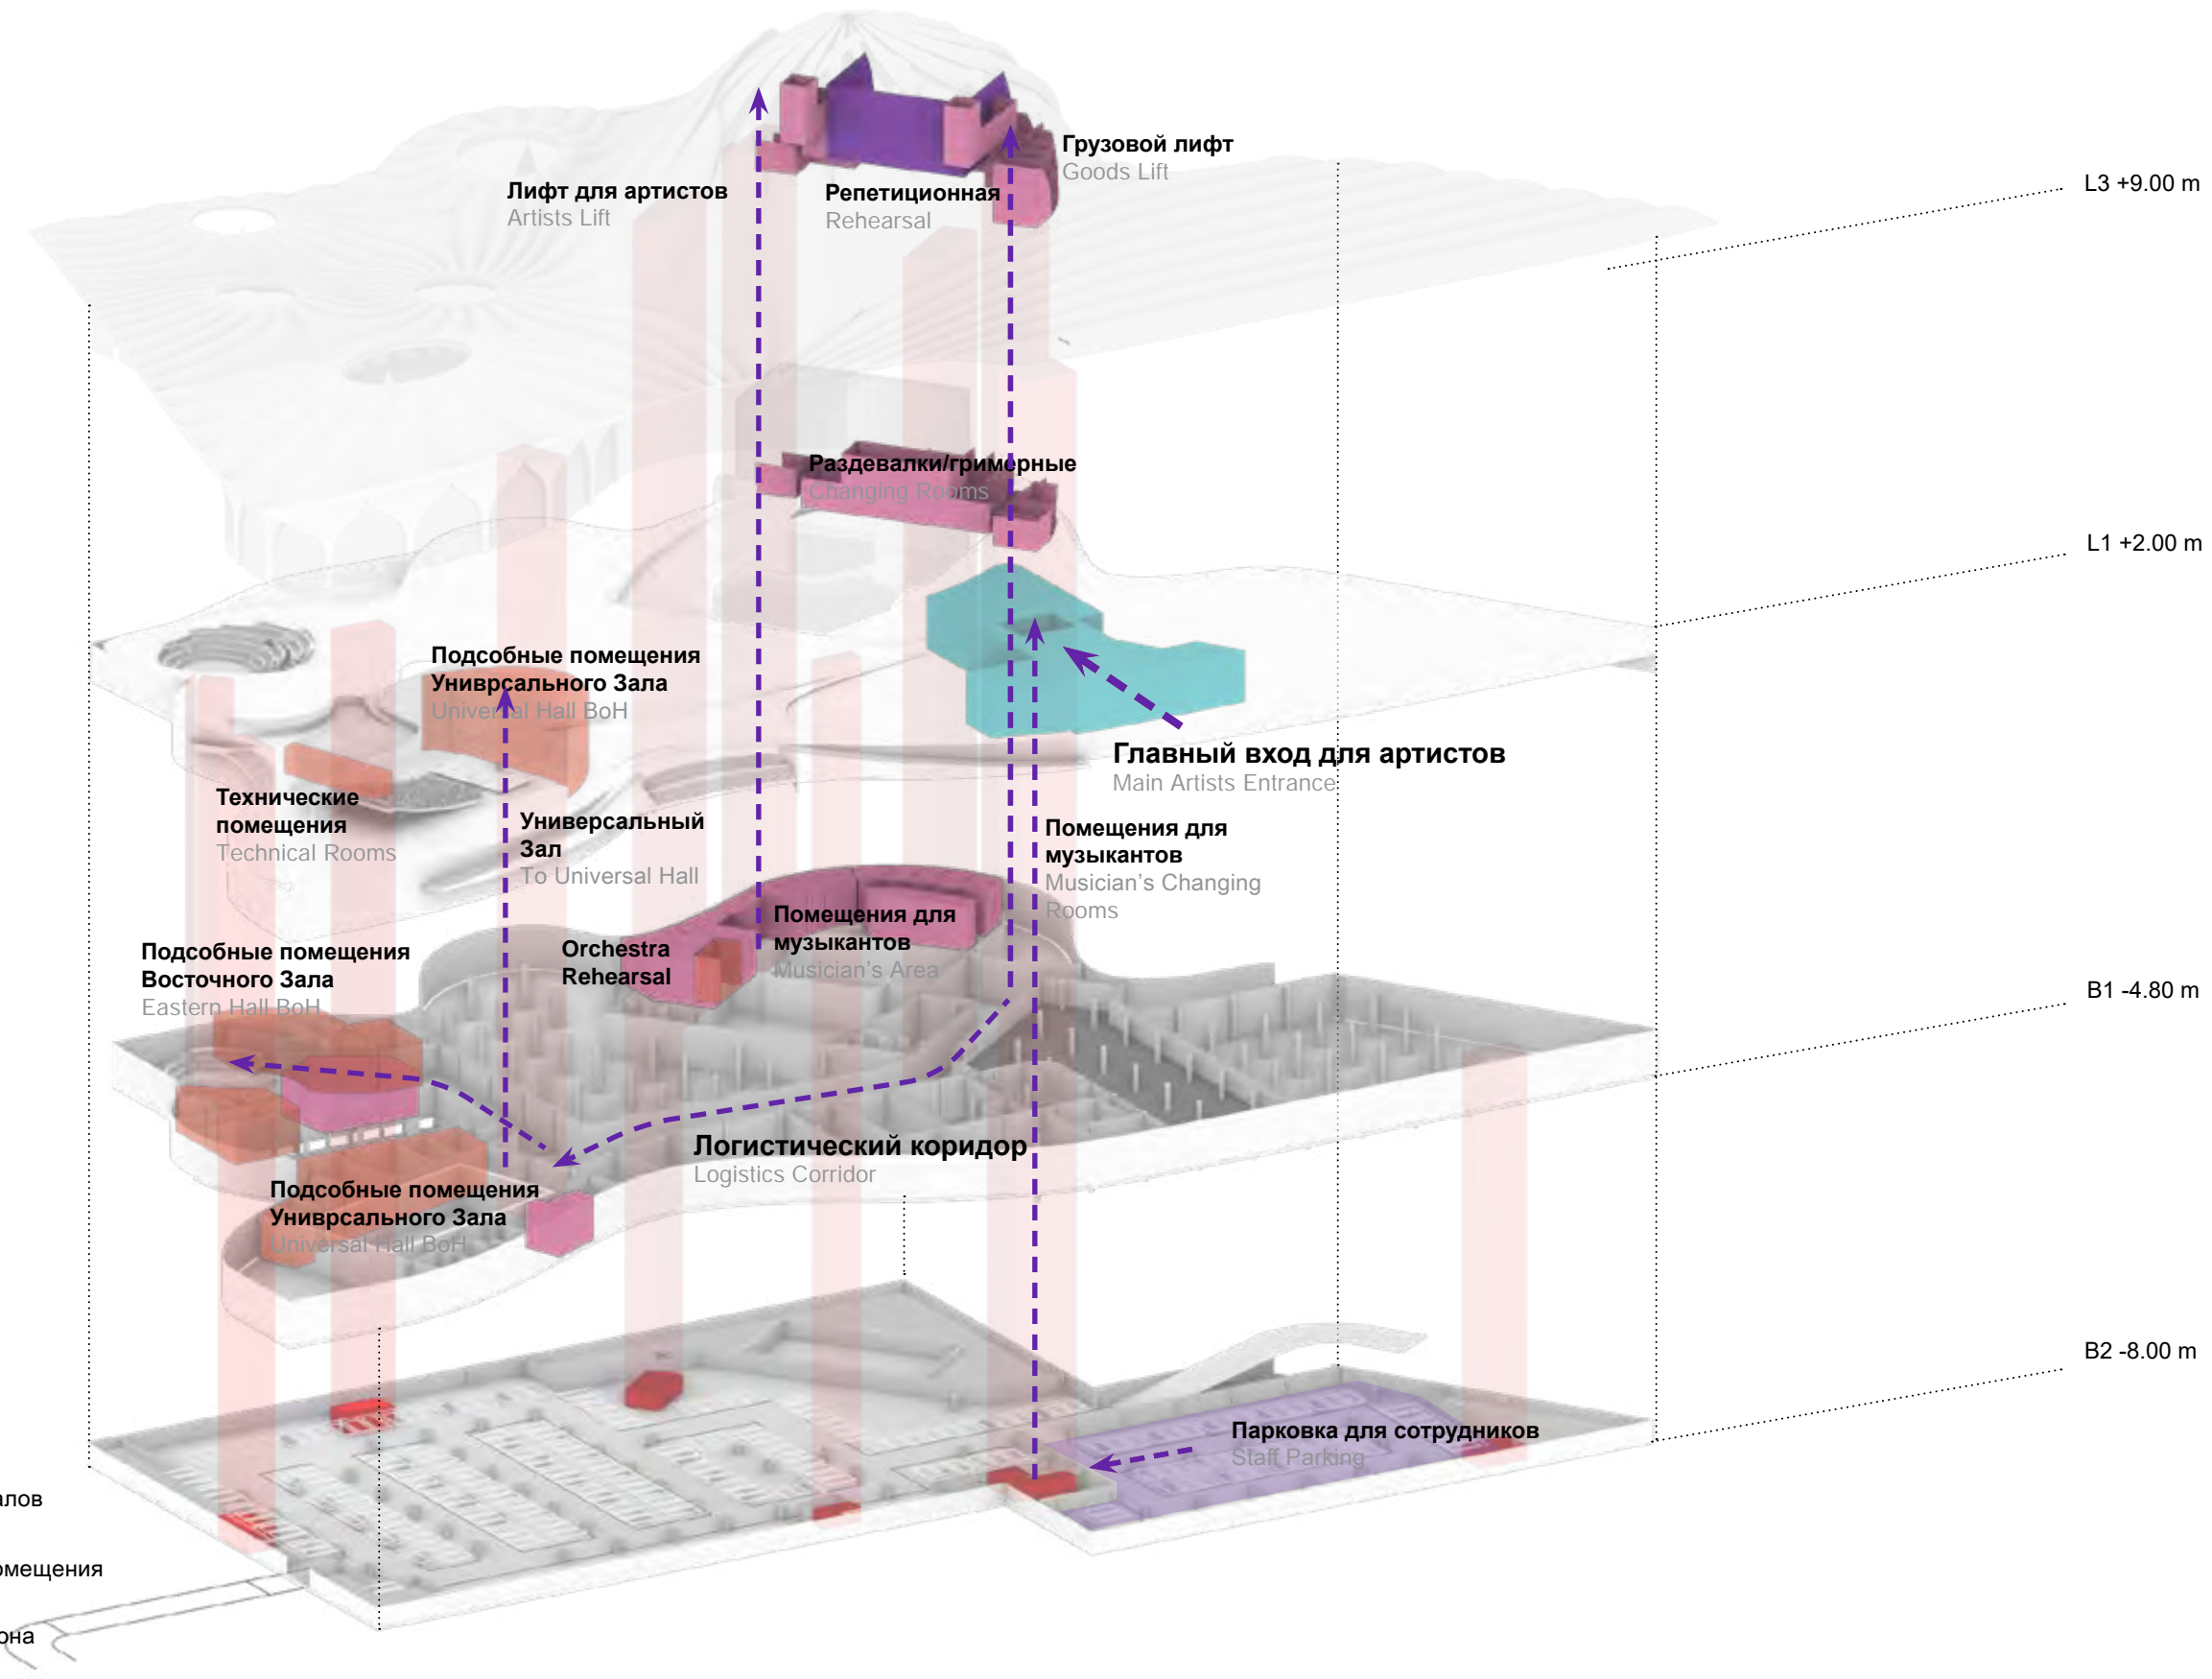 Грузовой лифт
Goods Lift
L3 +9.00 m
Лифт для артистов
Artists Lift
Репетиционная
Rehearsal
Раздевалки/гримерные
Changing Rooms
L1 +2.00 m
Подсобные помещения
Униврсального Зала
Universal Hall BoH
Главный вход для артистов
Main Artists Entrance
Технические
помещения
Technical Rooms
Универсальный
Зал
To Universal Hall
Помещения для
музыкантов
Musician's Changing
Rooms
Помещения для
музыкантов
Musician's Area
Orchestra
Rehearsal
Подсобные помещения
Восточного Зала
Eastern Hall BoH
B1 -4.80 m
Логистический коридор
Logistics Corridor
Подсобные помещения
Униврсального Зала
Universal Hall BoH
B2 -8.00 m
Парковка для сотрудников
Staff Parking
алов
омещения
она